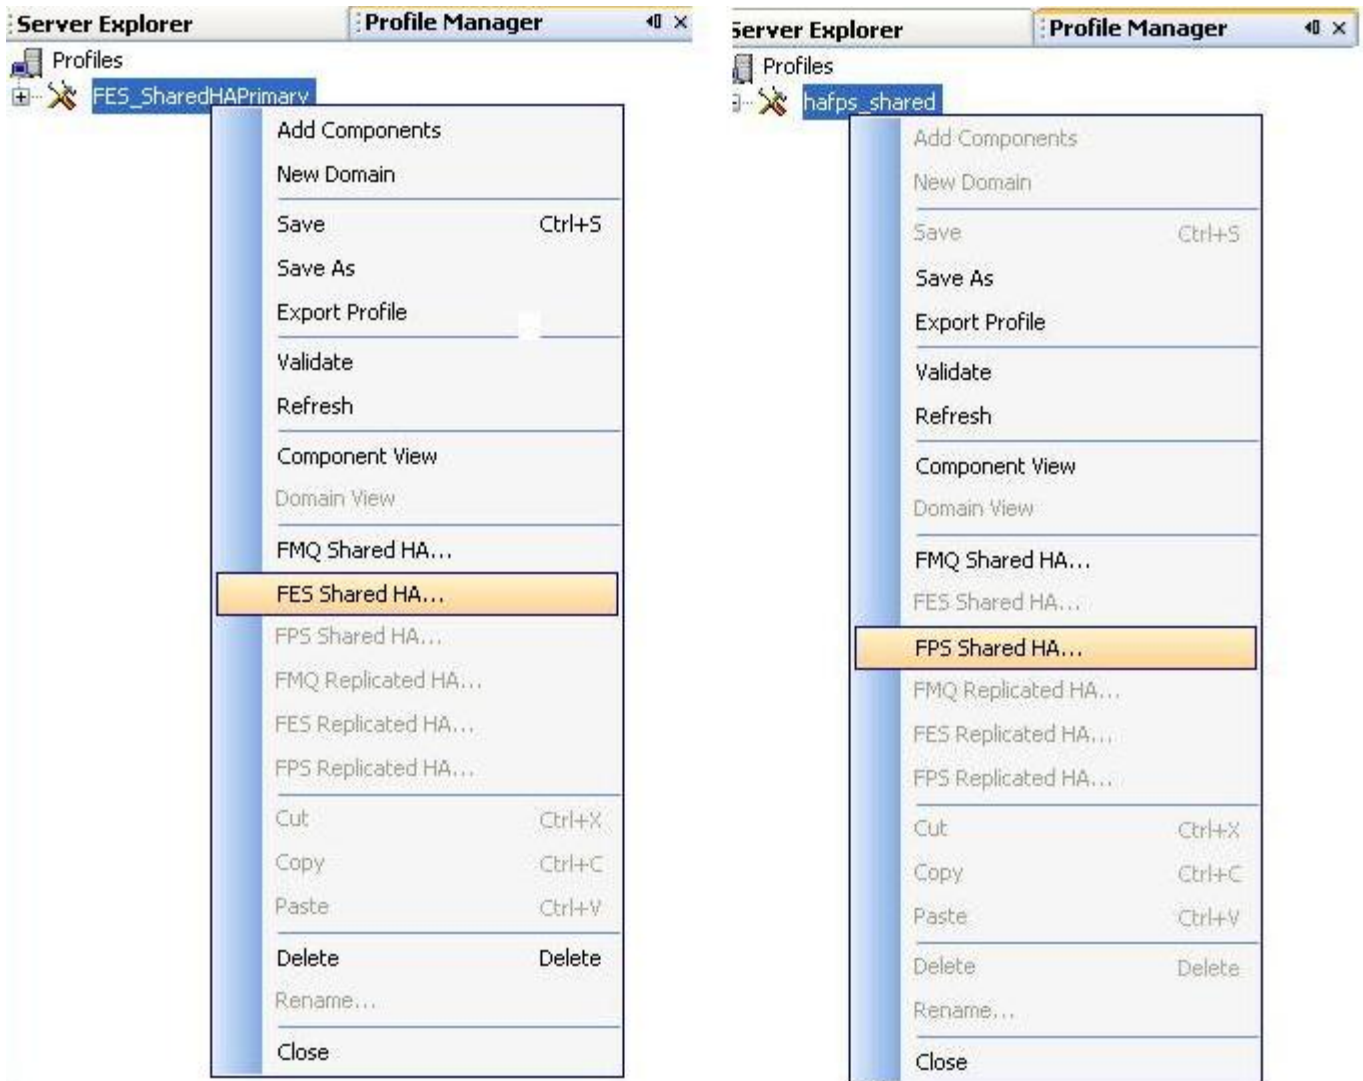 Server Explorer
Profile Manager
Profiles
FES_SharedHAPrimary
Add Components
New Domain
Save Ctrl+S
Save As
Export Profile
Validate
Refresh
Component View
Domain View
FMQ Shared HA...
FES Shared HA...
FPS Shared HA...
FMQ Replicated HA...
FES Replicated HA...
FPS Replicated HA...
Cut Ctrl+X
Copy Ctrl+C
Paste Ctrl+V
Delete Delete
Rename...
Close
Server Explorer
Profile Manager
Profiles
hafps_shared
Add Components
New Domain
Save Ctrl+S
Save As
Export Profile
Validate
Refresh
Component View
Domain View
FMQ Shared HA...
FES Shared HA...
FPS Shared HA...
FMQ Replicated HA...
FES Replicated HA...
FPS Replicated HA...
Cut Ctrl+X
Copy Ctrl+C
Paste Ctrl+V
Delete Delete
Rename...
Close